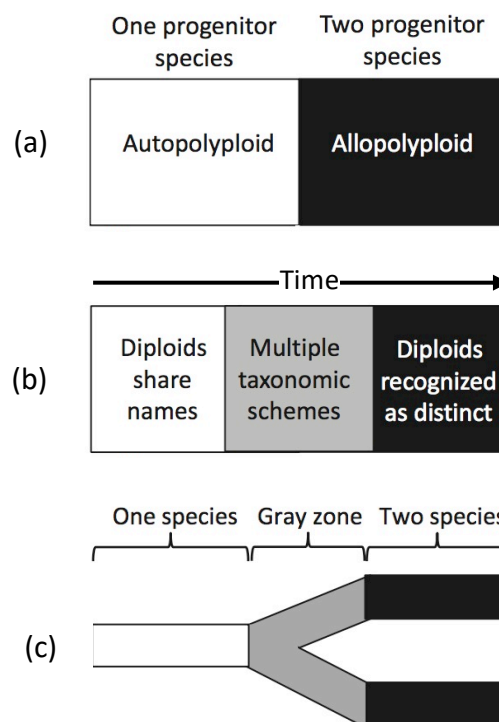 One progenitor
species
Two progenitor
species
(a)
Autopolyploid
Allopolyploid
Time
(b)
Diploids
share
names
Multiple
taxonomic
schemes
Diploids
recognized
as distinct
One species
Gray zone
Two species
(c)